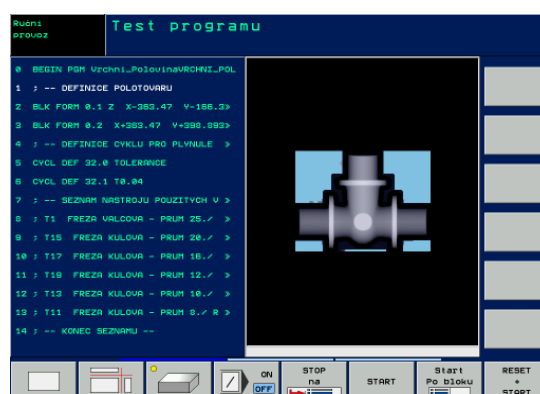 Ruční
provoz
Test programu
0 BEGIN PGM Vrchni_PolovinaVRCHNI_POL
1 ; -- DEFINICE POLOTOVARU
2 BLK FORM 0.1 Z X-353.47 Y-166.3»
3 BLK FORM 0.2 X+353.47 Y+398.893»
4 ; -- DEFINICE CYKLU PRO PLYNULE »
5 CYCL DEF 32.0 TOLERANCE
6 CYCL DEF 32.1 T0.04
7 ; -- SEZNAM NASTROJU POUZITYCH V »
8 ; T1 FREZA VALCOVA - PRUM 25./ »
9 ; T15 FREZA KULOVA - PRUM 20./ »
10 ; T17 FREZA KULOVA - PRUM 16./ »
11 ; T19 FREZA KULOVA - PRUM 12./ »
12 ; T13 FREZA KULOVA - PRUM 10./ »
13 ; T11 FREZA KULOVA - PRUM 8./ R »
14 ; -- KONEC SEZNAMU --
ON
OFF
STOP
na
START
Start
Po bloku
RESET
+
START